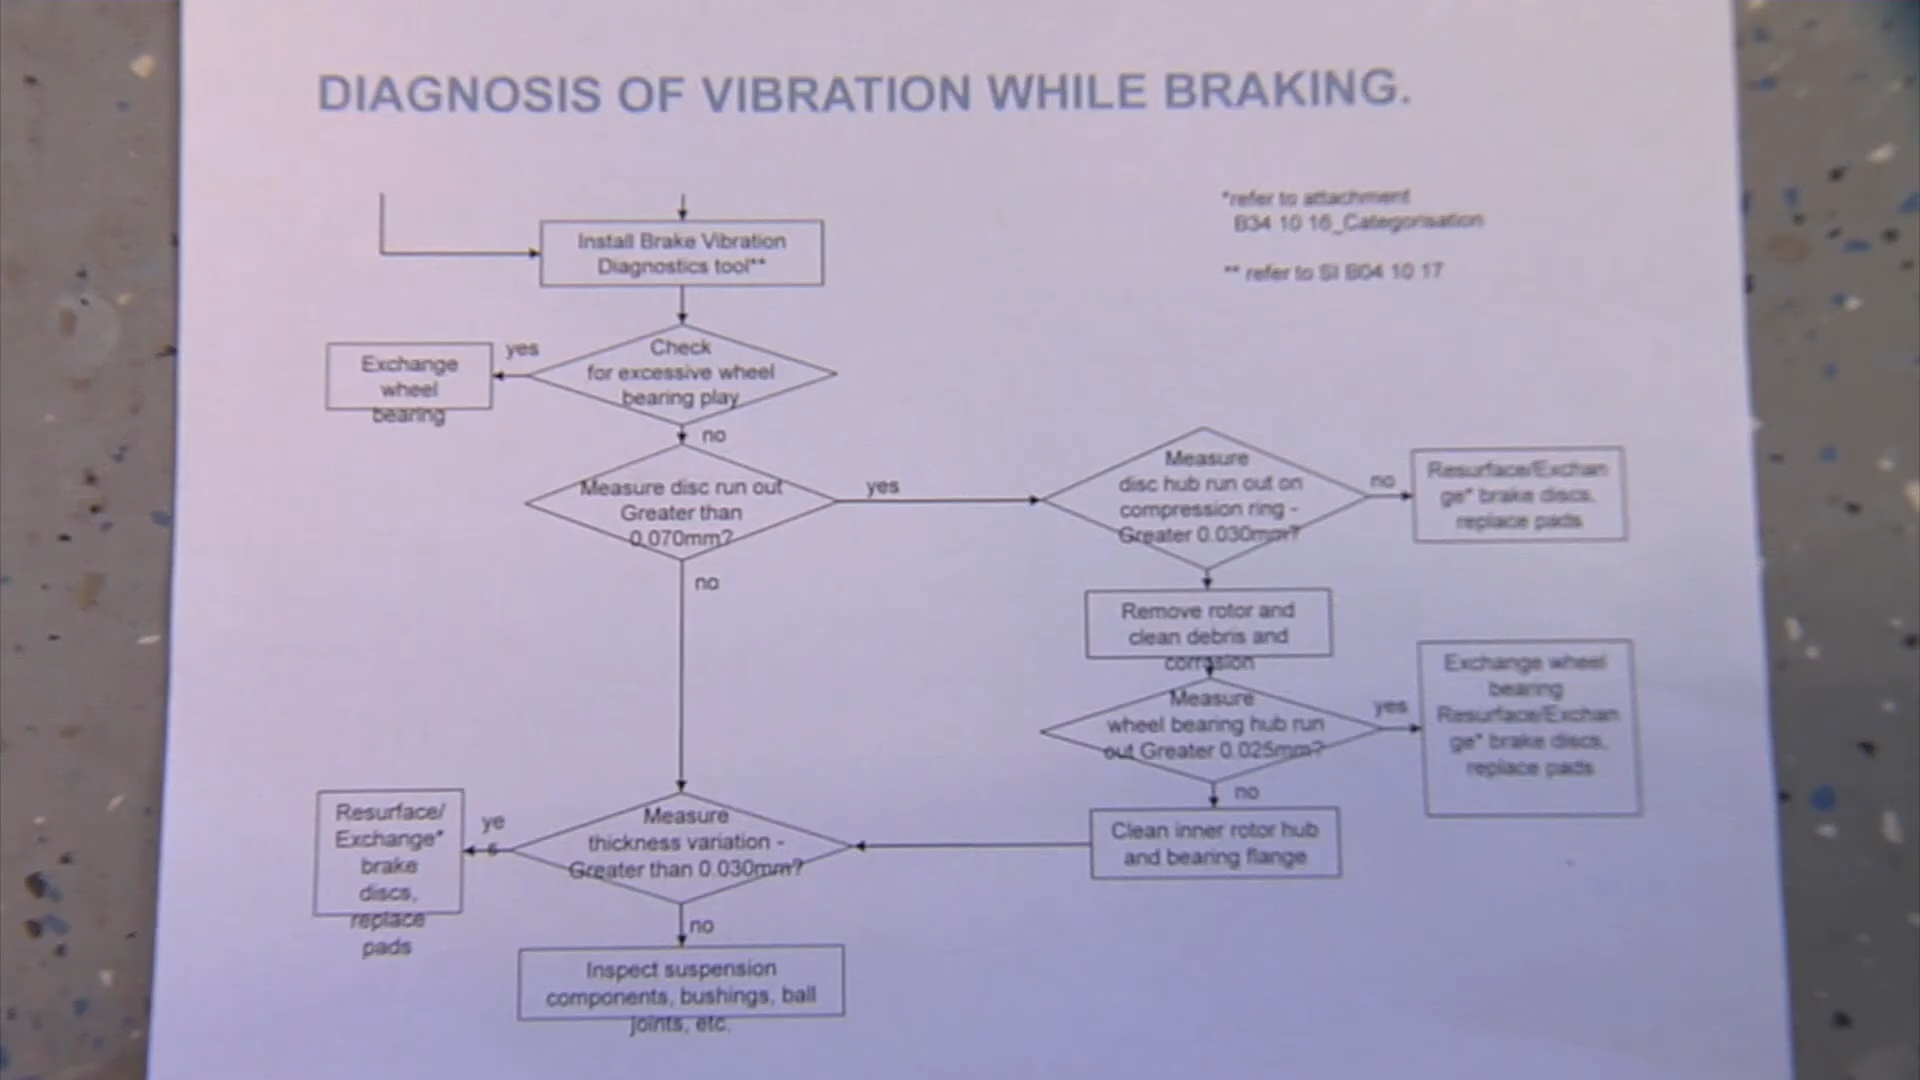 DIAGNOSIS OF VIBRATION WHILE BRAKING.
*refer to attachment
B34 10 16_Categorisation
** refer to SI B04 10 17
Install Brake Vibration
Diagnostics tool**
Check
for excessive wheel
bearing play
yes
Exchange
wheel
bearing
no
Measure disc run out
Greater than
0.070mm?
yes
Measure
disc hub run out on
compression ring -
Greater 0.030mm?
no
Resurface/Exchan
ge* brake discs,
replace pads
no
Remove rotor and
clean debris and
corrosion
Measure
wheel bearing hub run
out Greater 0.025mm?
yes
Exchange wheel
bearing
Resurface/Exchan
ge* brake discs,
replace pads
no
Clean inner rotor hub
and bearing flange
Measure
thickness variation -
Greater than 0.030mm?
ye
s
Resurface/
Exchange*
brake
discs,
replace
pads
no
Inspect suspension
components, bushings, ball
joints, etc.